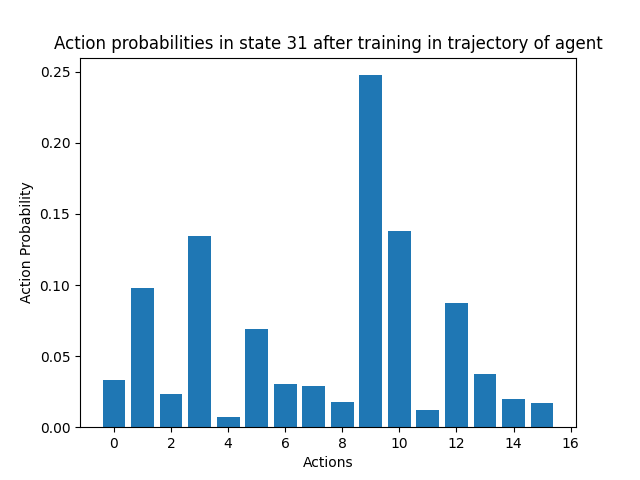 Action probabilities in state 31 after training in trajectory of agent
0.25
0.20
0.15
0.10
0.05
0.00
Action Probability
0 2 4 6 8 10 12 14 16
Actions